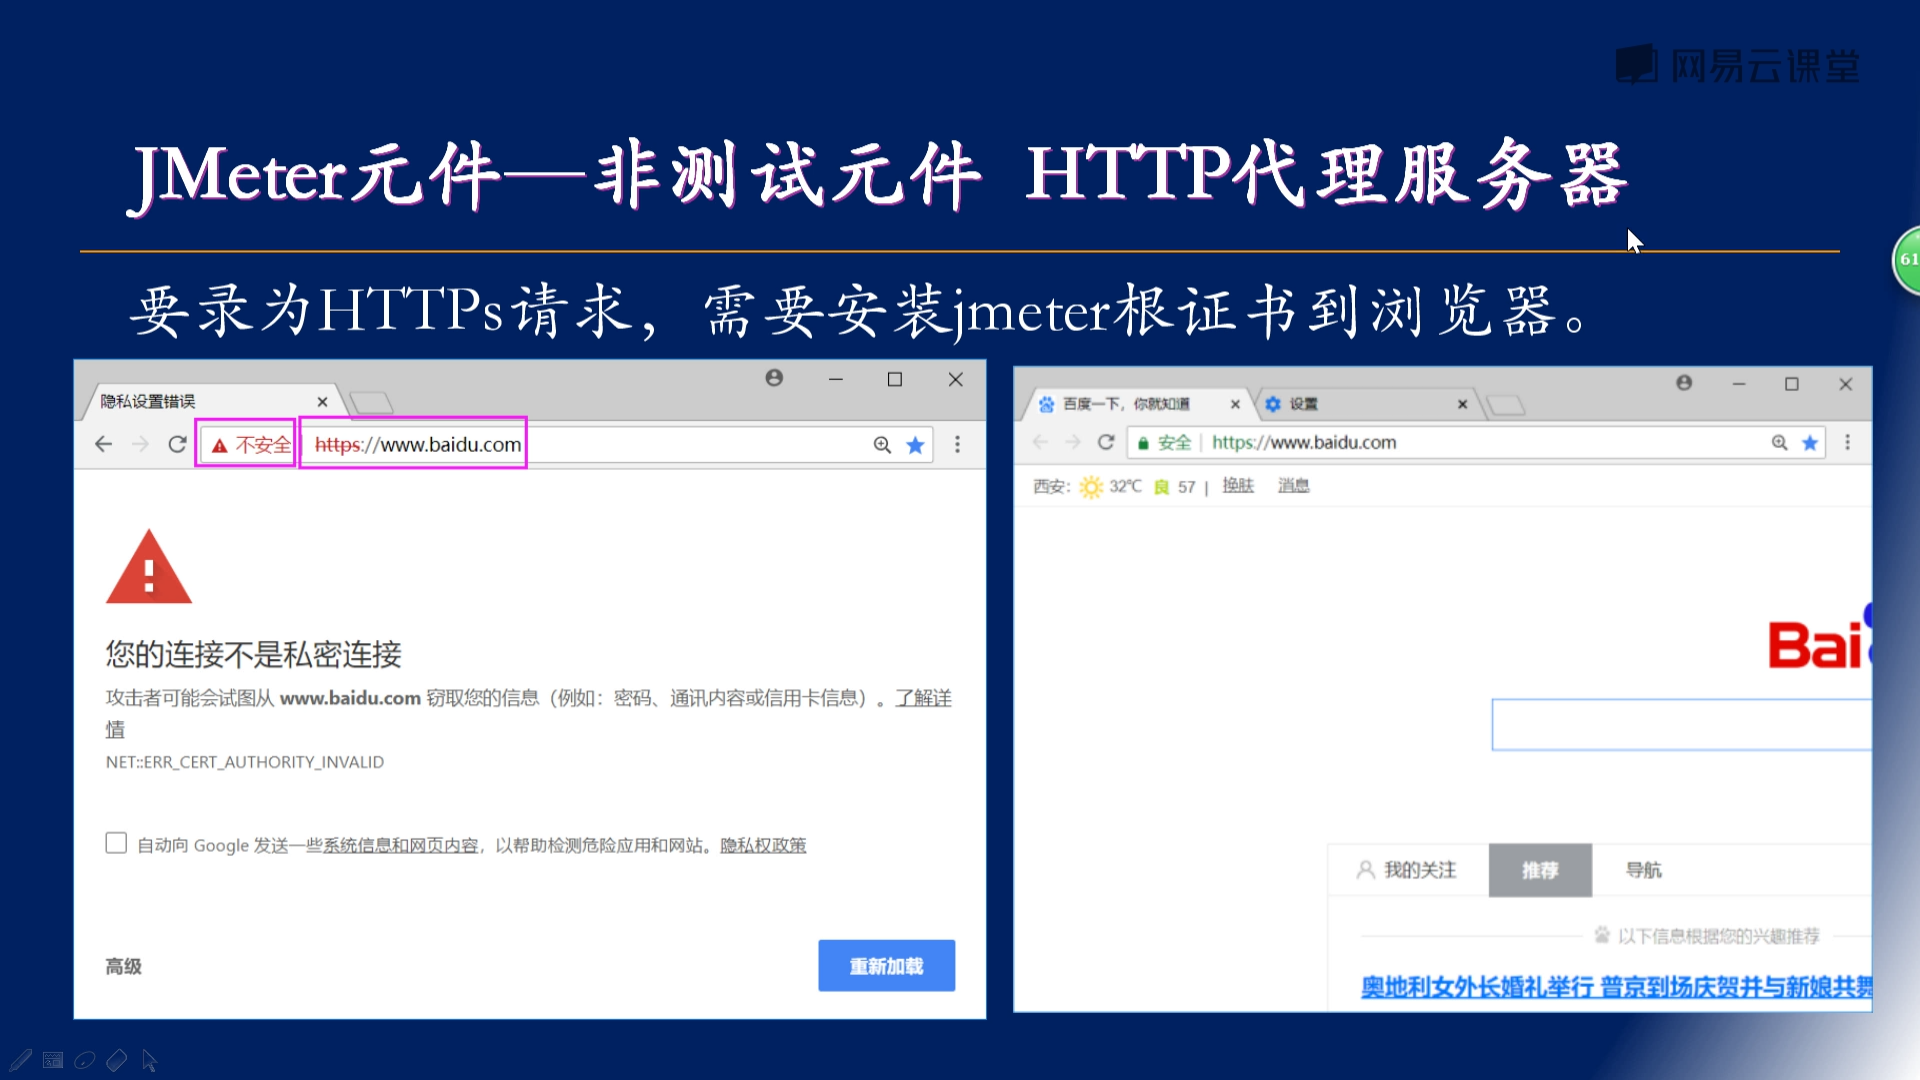 网易云课堂
JMeter元件—非测试元件 HTTP代理服务器
要录为HTTPs请求，需要安装jmeter根证书到浏览器。
隐私设置错误
不安全 https://www.baidu.com
您的连接不是私密连接
攻击者可能会试图从 www.baidu.com 窃取您的信息（例如：密码、通讯内容或信用卡信息）。了解详
情
NET::ERR_CERT_AUTHORITY_INVALID
自动向 Google 发送一些系统信息和网页内容，以帮助检测危险应用和网站。隐私权政策
高级
重新加载
百度一下，你就知道
设置
安全 https://www.baidu.com
西安： 32℃ 良 57 | 换肤 消息
Bai
我的关注 推荐 导航
以下信息根据您的兴趣推荐
奥地利女外长婚礼举行 普京到场庆贺并与新娘共舞
61